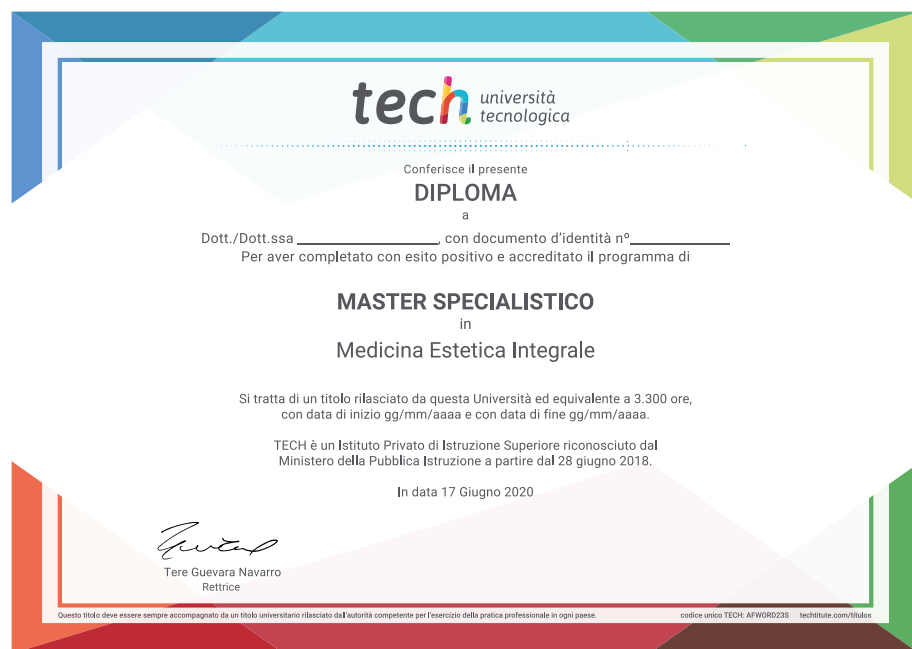 tech università
tecnologica
Conferisce il presente
DIPLOMA
a
Dott./Dott.ssa _________________, con documento d'identità nº____________
Per aver completato con esito positivo e accreditato il programma di
MASTER SPECIALISTICO
in
Medicina Estetica Integrale
Si tratta di un titolo rilasciato da questa Università ed equivalente a 3.300 ore,
con data di inizio gg/mm/aaaa e con data di fine gg/mm/aaaa.
TECH è un Istituto Privato di Istruzione Superiore riconosciuto dal
Ministero della Pubblica Istruzione a partire dal 28 giugno 2018.
In data 17 Giugno 2020
Tere Guevara Navarro
Rettrice
Questo titolo deve essere sempre accompagnato da un titolo universitario rilasciato dall'autorità competente per l'esercizio della pratica professionale in ogni paese. codice unico TECH: AFWORD23S techtitute.com/titulos